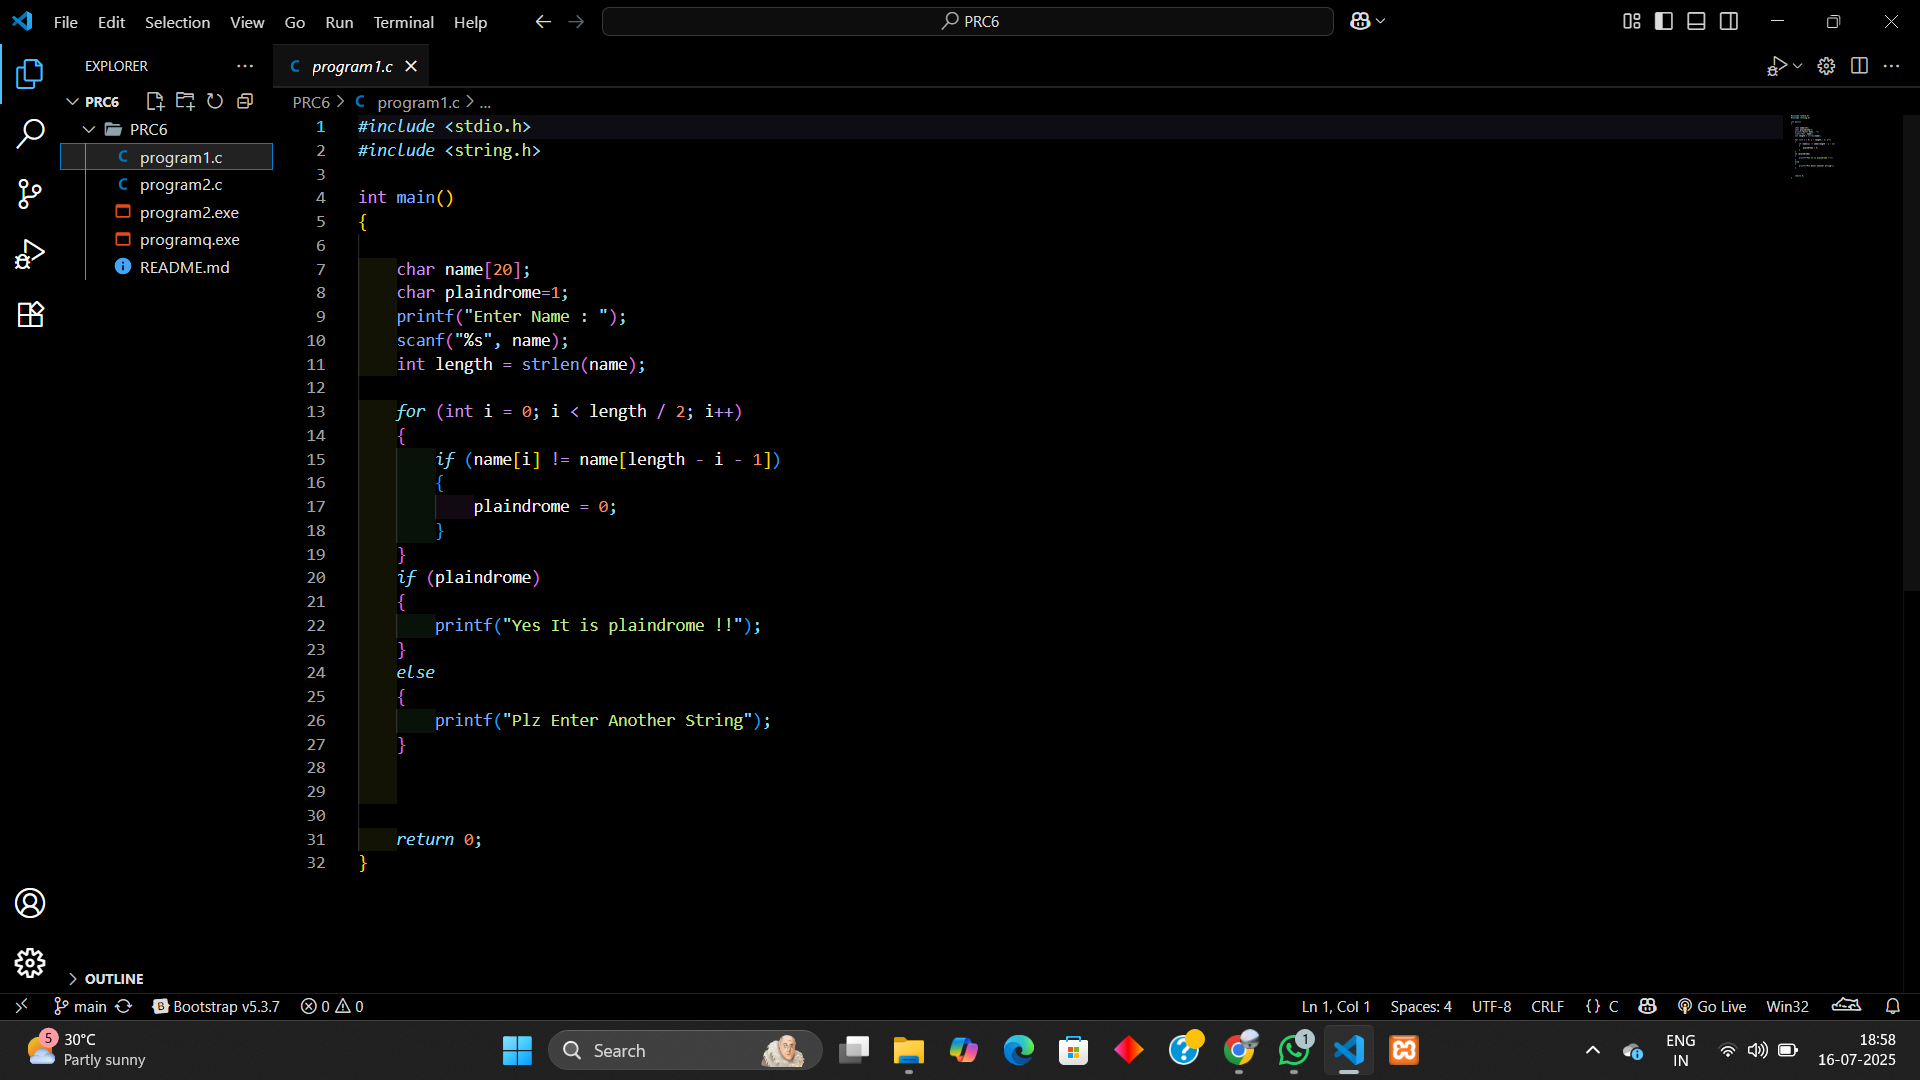 File Edit Selection View Go Run Terminal Help
PRC6
EXPLORER
program1.c
PRC6
PRC6 > program1.c > ...
PRC6
program1.c
program2.c
program2.exe
programq.exe
README.md
1 #include <stdio.h>
2 #include <string.h>
3
4 int main()
5 {
6
7 char name[20];
8 char plaindrome=1;
9 printf("Enter Name : ");
10 scanf("%s", name);
11 int length = strlen(name);
12
13 for (int i = 0; i < length / 2; i++)
14 {
15 if (name[i] != name[length - i - 1])
16 {
17 plaindrome = 0;
18 }
19 }
20 if (plaindrome)
21 {
22 printf("Yes It is plaindrome !!");
23 }
24 else
25 {
26 printf("Plz Enter Another String");
27 }
28
29
30
31 return 0;
32 }
OUTLINE
main Bootstrap v5.3.7 0 0 Ln 1, Col 1 Spaces: 4 UTF-8 CRLF {} C Go Live Win32
5 30°C
Partly sunny
Search
1
ENG
IN
18:58
16-07-2025